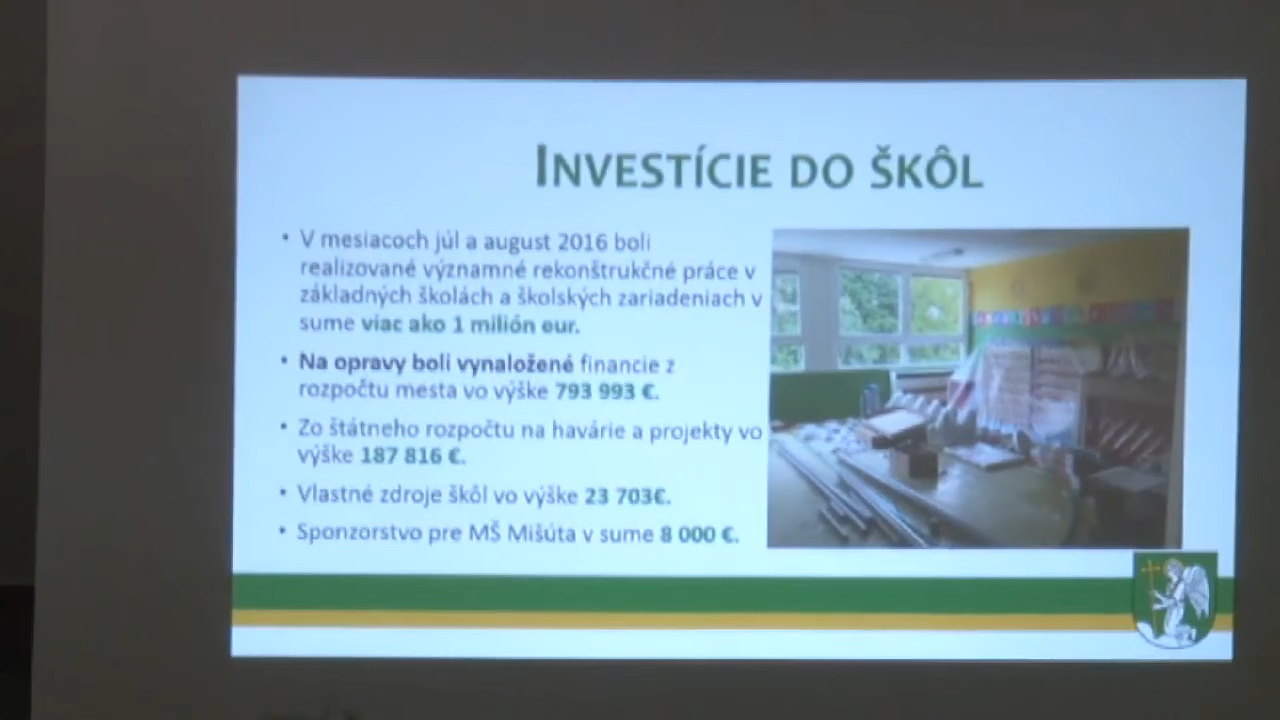 INVESTÍCIE DO ŠKÔL
• V mesiacoch júl a august 2016 boli
realizované významné rekonštrukčné práce v
základných školách a školských zariadeniach v
sume viac ako 1 milión eur.
• Na opravy boli vynaložené financie z
rozpočtu mesta vo výške 793 993 €.
• Zo štátneho rozpočtu na havárie a projekty vo
výške 187 816 €.
• Vlastné zdroje škôl vo výške 23 703€.
• Sponzorstvo pre MŠ Mišúta v sume 8 000 €.